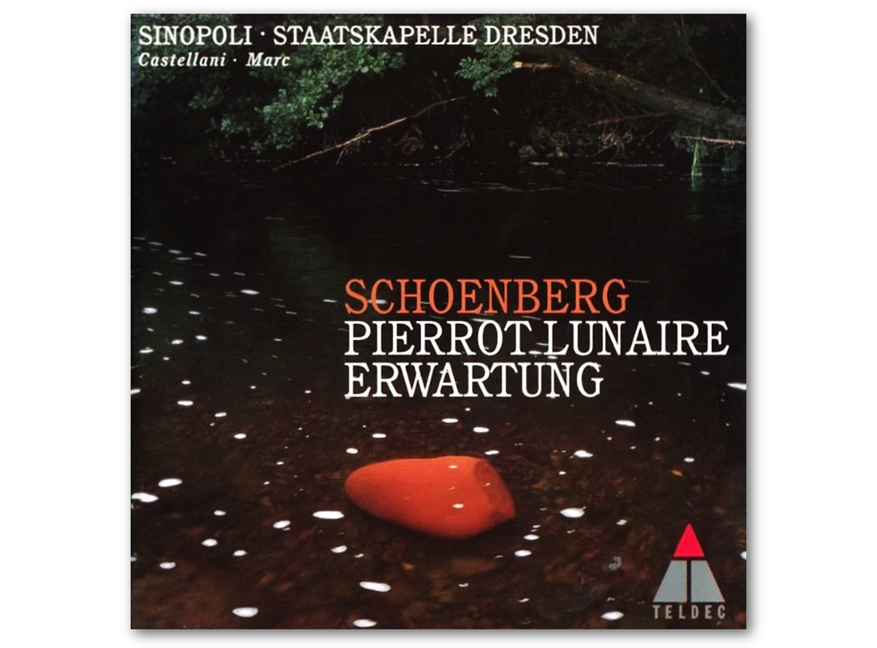 SINOPOLI · STAATSKAPELLE DRESDEN
Castellani · Marc
SCHOENBERG
PIERROT LUNAIRE
ERWARTUNG
TELDEC